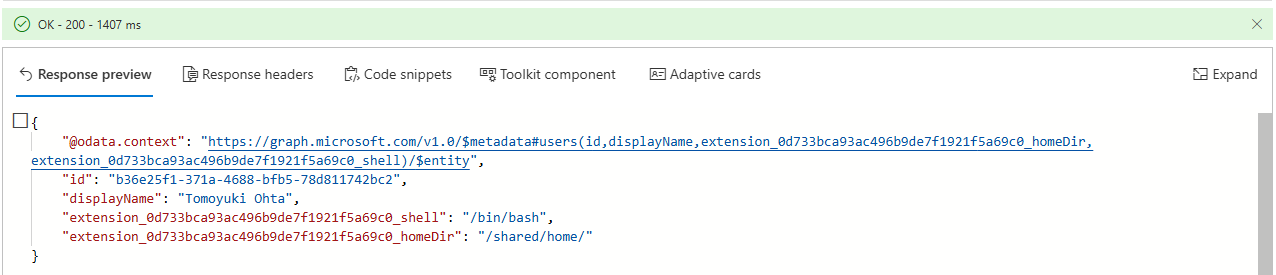 OK - 200 - 1407 ms
Response preview Response headers Code snippets Toolkit component Adaptive cards Expand
{
"@odata.context": "https://graph.microsoft.com/v1.0/$metadata#users(id,displayName,extension_0d733bca93ac496b9de7f1921f5a69c0_homeDir,
extension_0d733bca93ac496b9de7f1921f5a69c0_shell)/$entity",
"id": "b36e25f1-371a-4688-bfb5-78d811742bc2",
"displayName": "Tomoyuki Ohta",
"extension_0d733bca93ac496b9de7f1921f5a69c0_shell": "/bin/bash",
"extension_0d733bca93ac496b9de7f1921f5a69c0_homeDir": "/shared/home/"
}